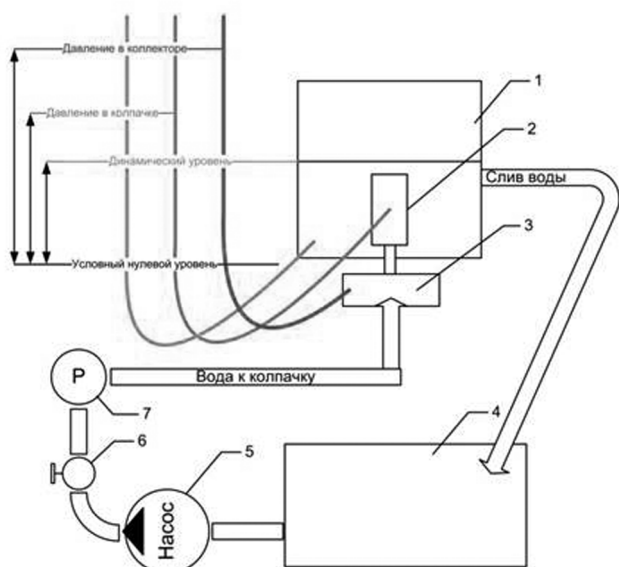 Давление в коллекторе
Давление в колпачке
Динамический уровень
Условный нулевой уровень
1
2
Слив воды
3
Вода к колпачку
P
7
6
5
Насос
4